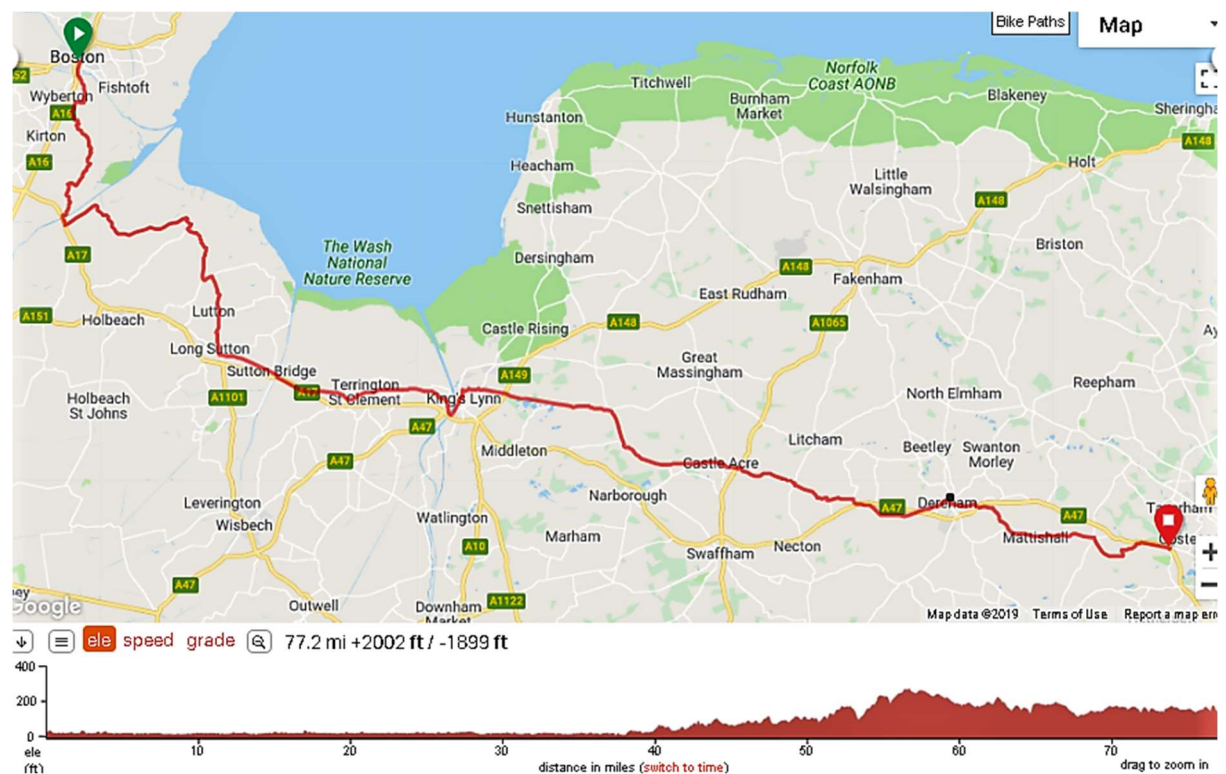 Bike Paths
Map
Boston
52
Fishtoft
Wyberton
A16
Kirton
A16
Titchwell
Norfolk
Coast AONB
Burnham
Market
Blakeney
Sheringha
Hunstanton
A148
Heacham
Holt
Little
Walsingham
A148
Snettisham
A17
The Wash
National
Nature Reserve
Dersingham
Briston
A148
Fakenham
East Rudham
A151
Holbeach
Lutton
Castle Rising
A148
A1065
Ay
Long Sutton
Sutton Bridge
Great
Massingham
A149
Reepham
Holbeach
St Johns
A1101
A17
Terrington
St Clement
King's Lynn
North Elmham
A47
Litcham
Beetley
Swanton
Morley
Middleton
Castle Acre
A47
Leverington
Wisbech
Narborough
A47
Dereham
A47
Watlington
Marham
Mattishall
A10
Swaffham
Necton
A47
Outwell
Downham
Market
A1122
Google
Map data ©2019
Terms of Use
Report a map erro
ele
speed
grade
77.2 mi +2002 ft / -1899 ft
400
200
0
ele
(ft)
10
20
30
40
50
60
70
distance in miles (switch to time)
drag to zoom in